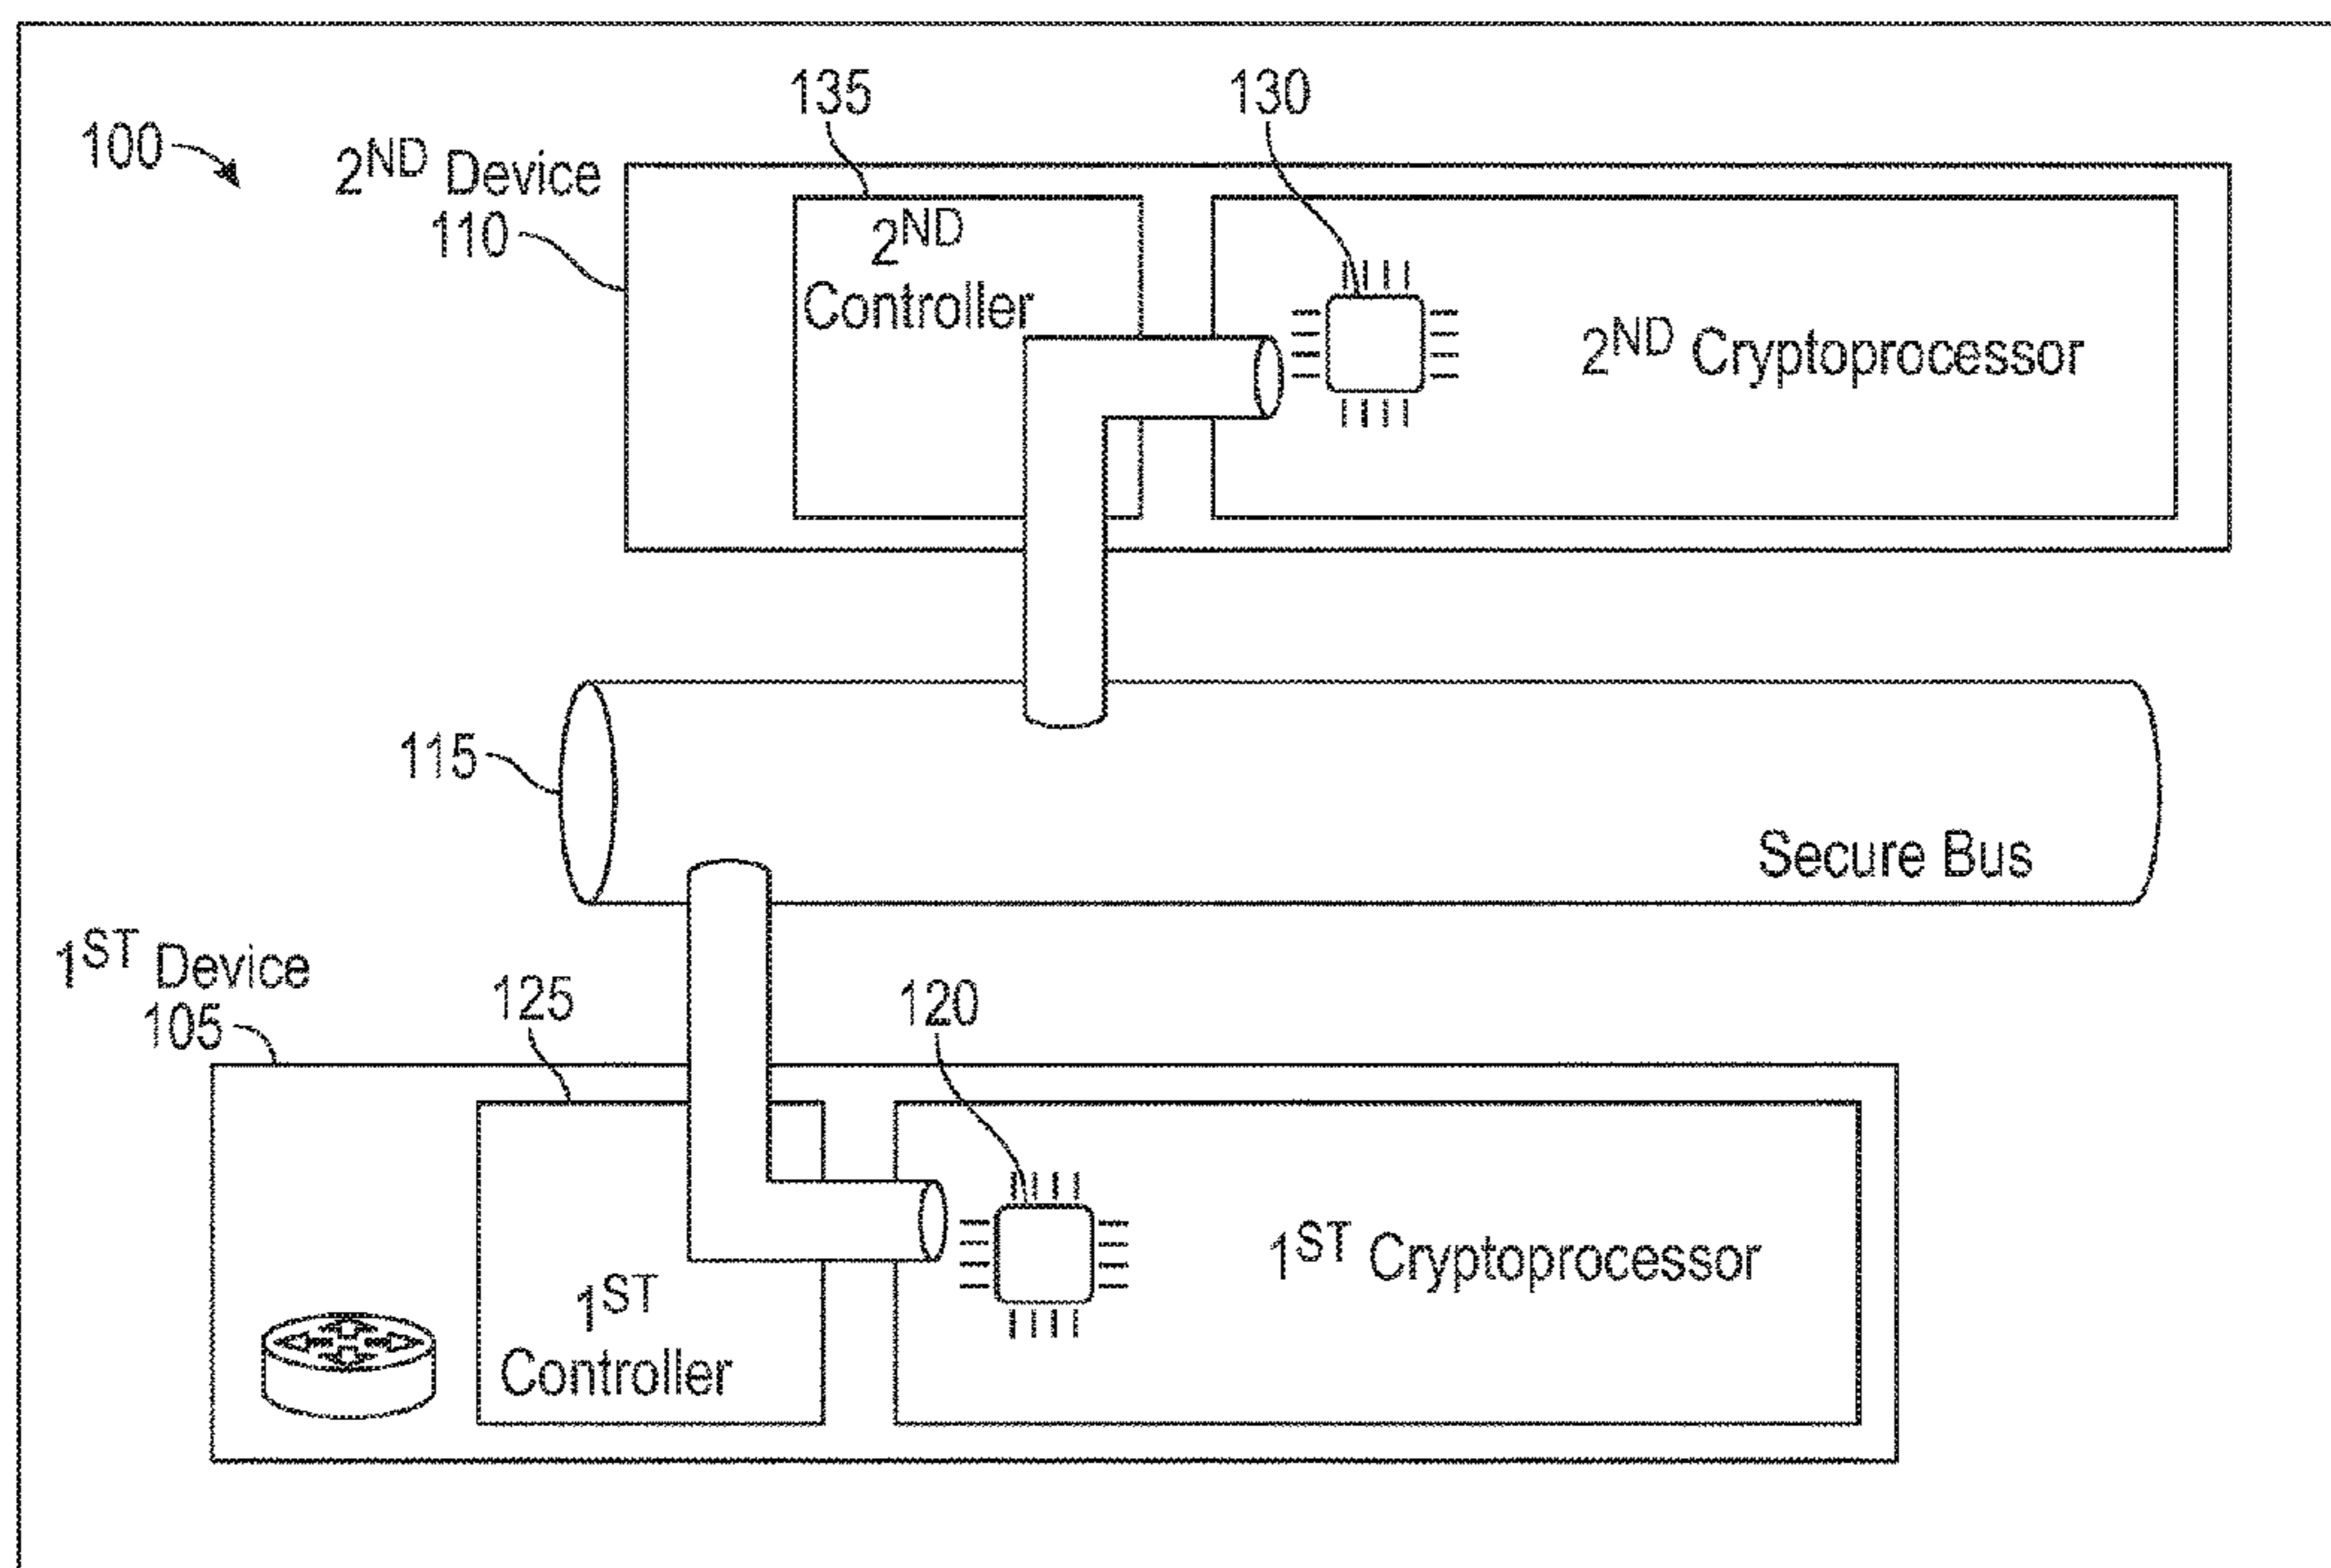 135
130
100
2ND Device
110
2ND
Controller
2ND Cryptoprocessor
115
Secure Bus
1ST Device
105
125
120
1ST
Controller
1ST Cryptoprocessor